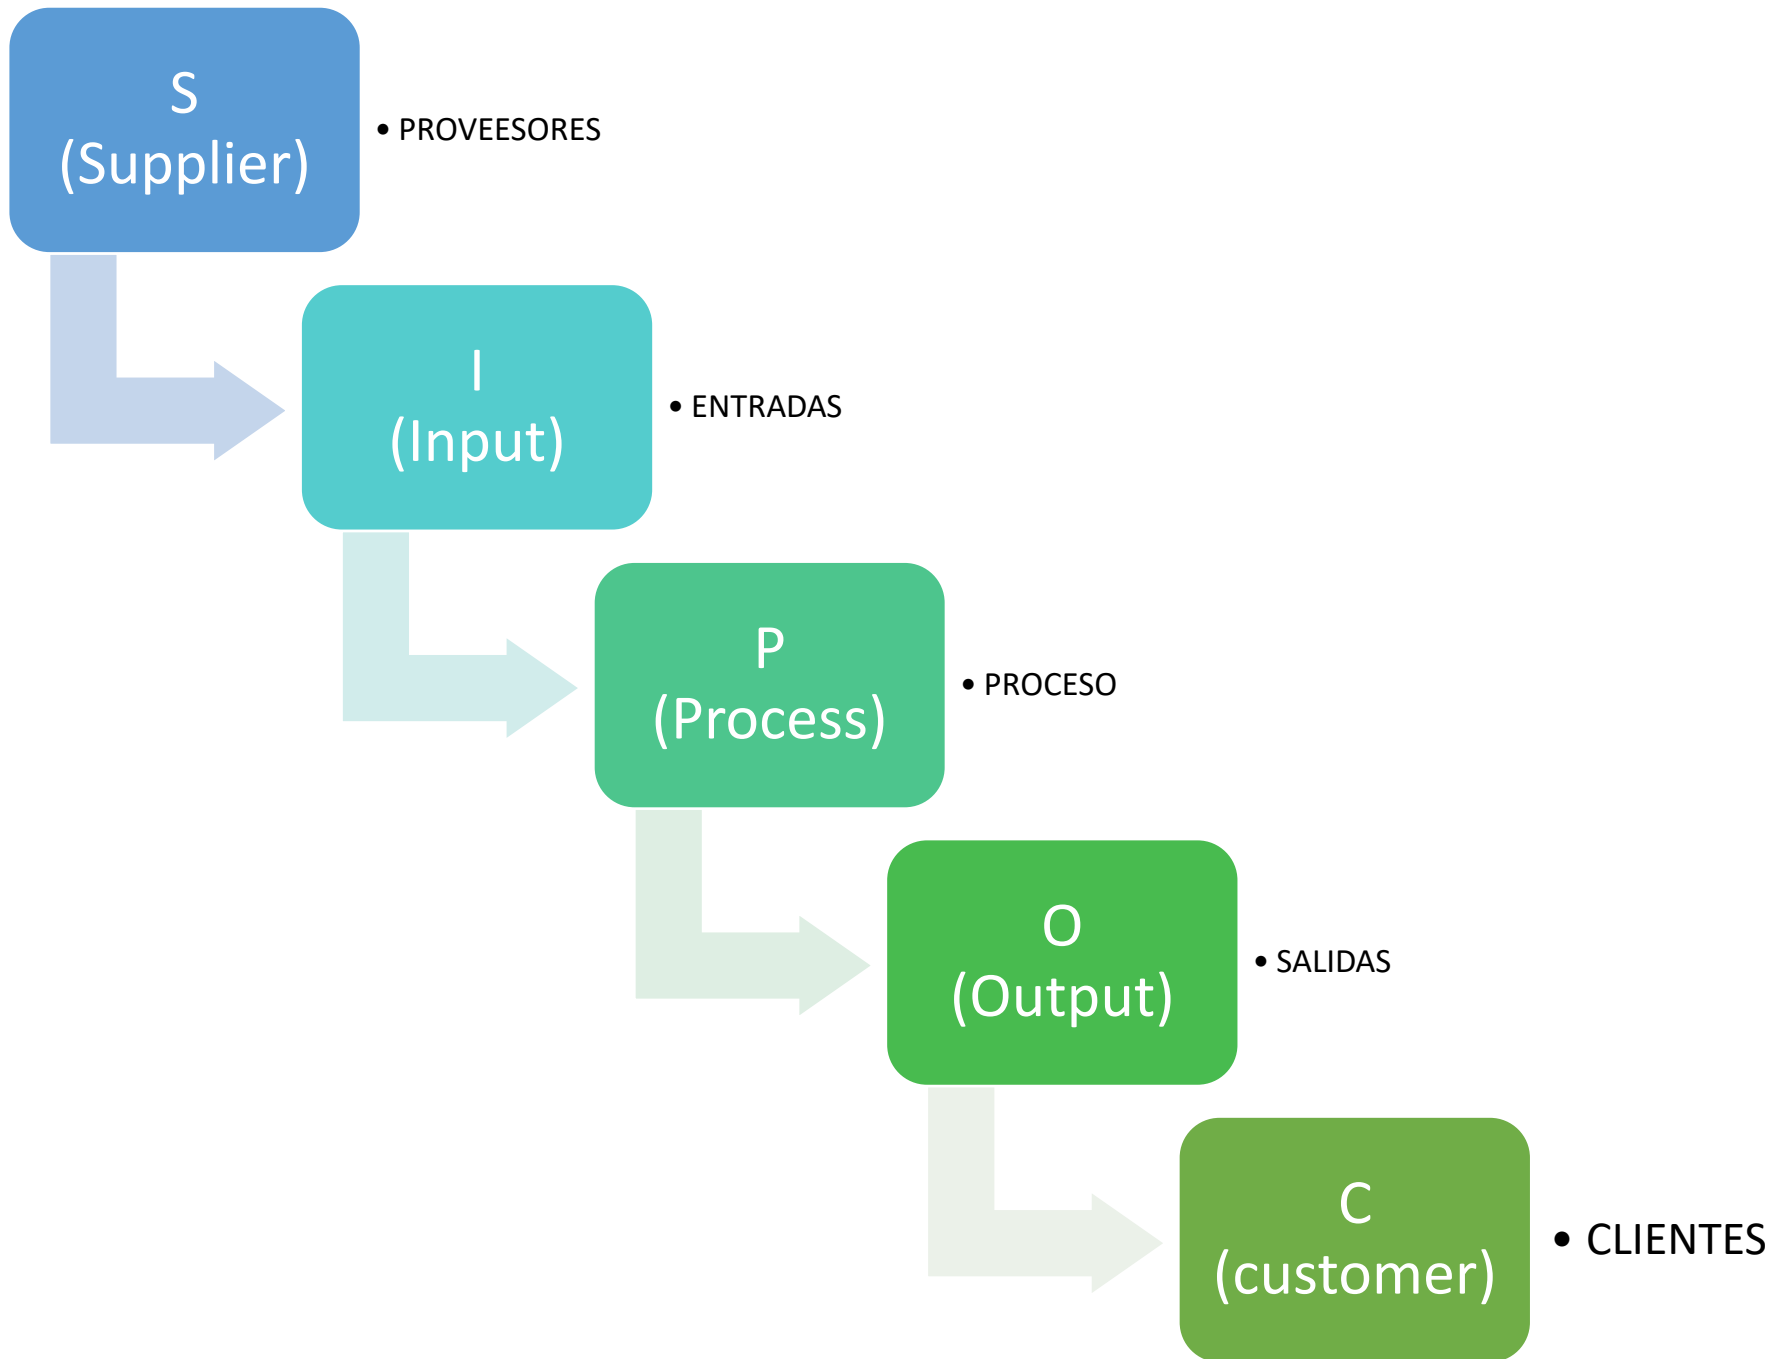 S
(Supplier)
• PROVEESORES
I
(Input)
• ENTRADAS
P
(Process)
• PROCESO
O
(Output)
• SALIDAS
C
(customer)
• CLIENTES